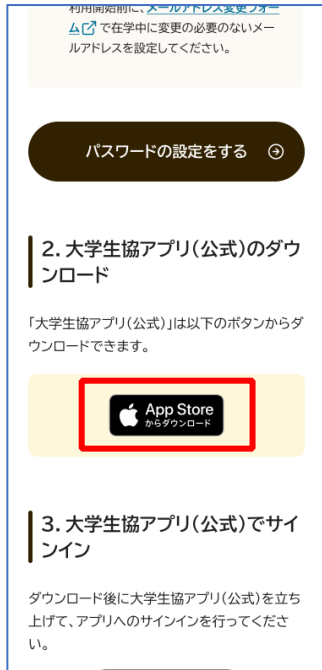 利用開始前に、メールアドレス変更フォー
ムで在学中に変更の必要のないメー
ルアドレスを設定してください。
パスワードの設定をする
2. 大学生協アプリ(公式)のダウ
ンロード
「大学生協アプリ(公式)」は以下のボタンからダ
ウンロードできます。
App Store
からダウンロード
3. 大学生協アプリ(公式)でサイ
ンイン
ダウンロード後に大学生協アプリ(公式)を立ち
上げて、アプリへのサインインを行ってくださ
い。